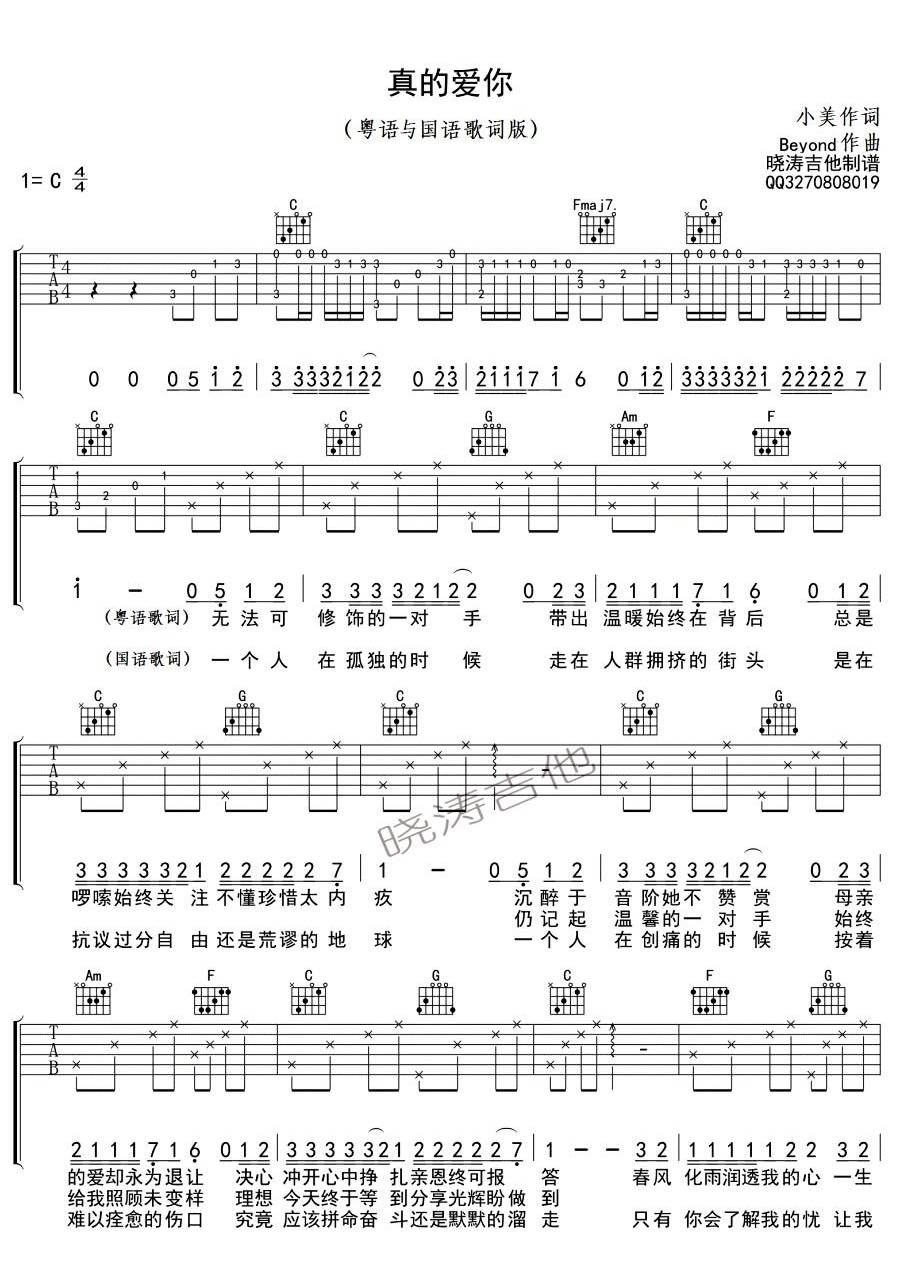 真的爱你
（粤语与国语歌词版）
小美作词
Beyond作曲
晓涛吉他制谱
QQ3270808019
1= C 4/4
C Fmaj7. C
T A B 4/4
0 0 0 5 1 2 | 3 3 3 3 2 1 2 2 0 2 3 | 2 1 1 1 7 1 6 0 1 2 | 3 3 3 3 3 3 2 1 2 2 2 2 2 7 |
C C G Am F
T A B
1 - 0 5 1 2 | 3 3 3 3 2 1 2 2 0 2 3 | 2 1 1 1 1 7 1 6 0 1 2 |
(粤语歌词) 无法可 修饰的一对 手 带出 温暖始终在 背后 总是
(国语歌词) 一个人 在孤独的时 候 走在 人群拥挤的 街头 是在
C G C C G
T A B
3 3 3 3 3 3 2 1 2 2 2 2 2 7 | 1 - 0 5 1 2 | 3 3 3 3 2 1 2 2 0 2 3 |
啰嗦始终关 注不懂珍惜太 内 疚 沉醉于 音阶她不 赞赏 母亲
仍记起 温馨的一 对手 始终
抗议过分自 由还是荒谬的 地 球 一个人 在创痛的 时候 按着
晓涛吉他
Am F C G C F G
T A B
2 1 1 1 1 7 1 6 0 1 2 | 3 3 3 3 3 3 2 1 2 2 2 2 2 7 | 1 - - 3 2 | 1 1 1 1 1 1 2 2 3 2 |
的爱却永为退让 决心 冲开心中挣 扎亲恩终可报 答 春风 化雨润透我的心 一生
给我照顾未变样 理想 今天终于等 到分享光辉盼做 到
难以痊愈的伤口 究竟 应该拼命奋 斗还是默默的溜 走 只有 你会了解我的忧 让我